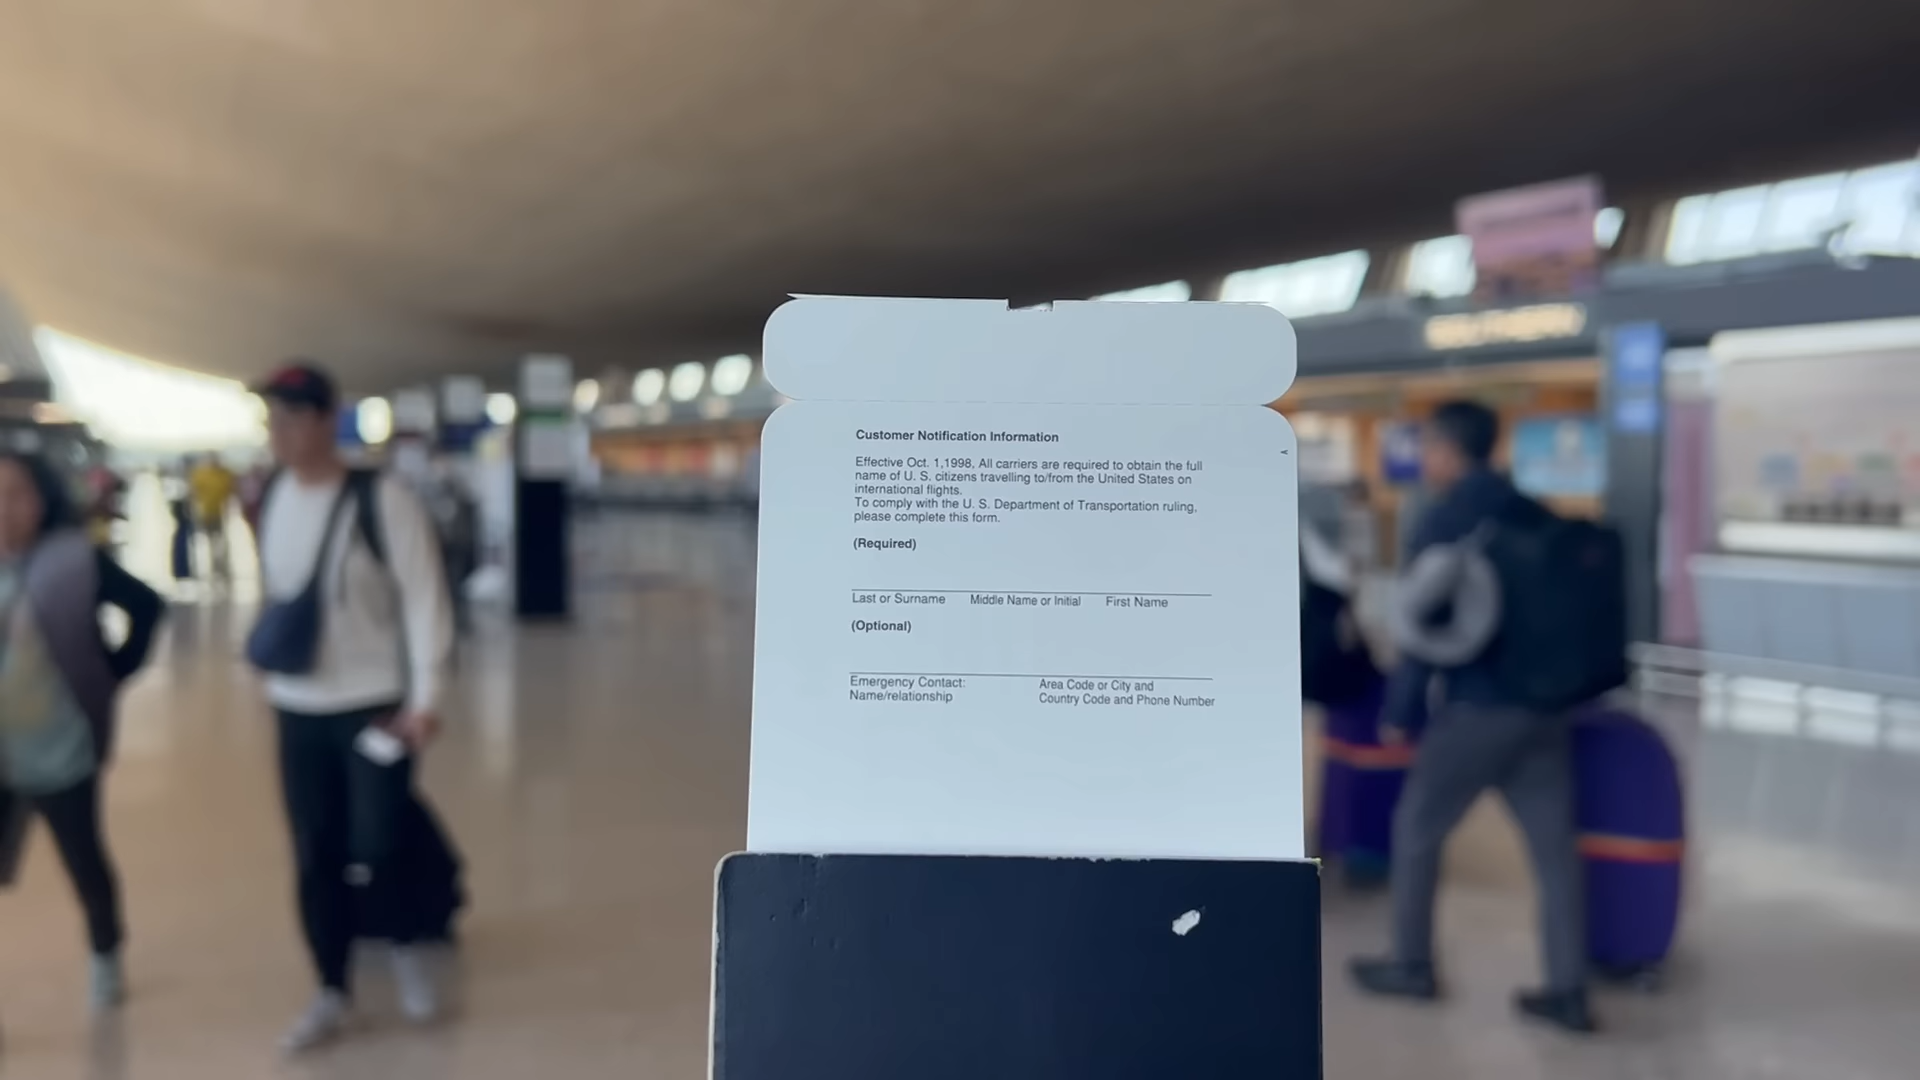 Customer Notification Information
Effective Oct. 1,1998, All carriers are required to obtain the full
name of U. S. citizens travelling to/from the United States on
international flights.
To comply with the U. S. Department of Transportation ruling,
please complete this form.
(Required)
Last or Surname Middle Name or Initial First Name
(Optional)
Emergency Contact: Area Code or City and
Name/relationship Country Code and Phone Number